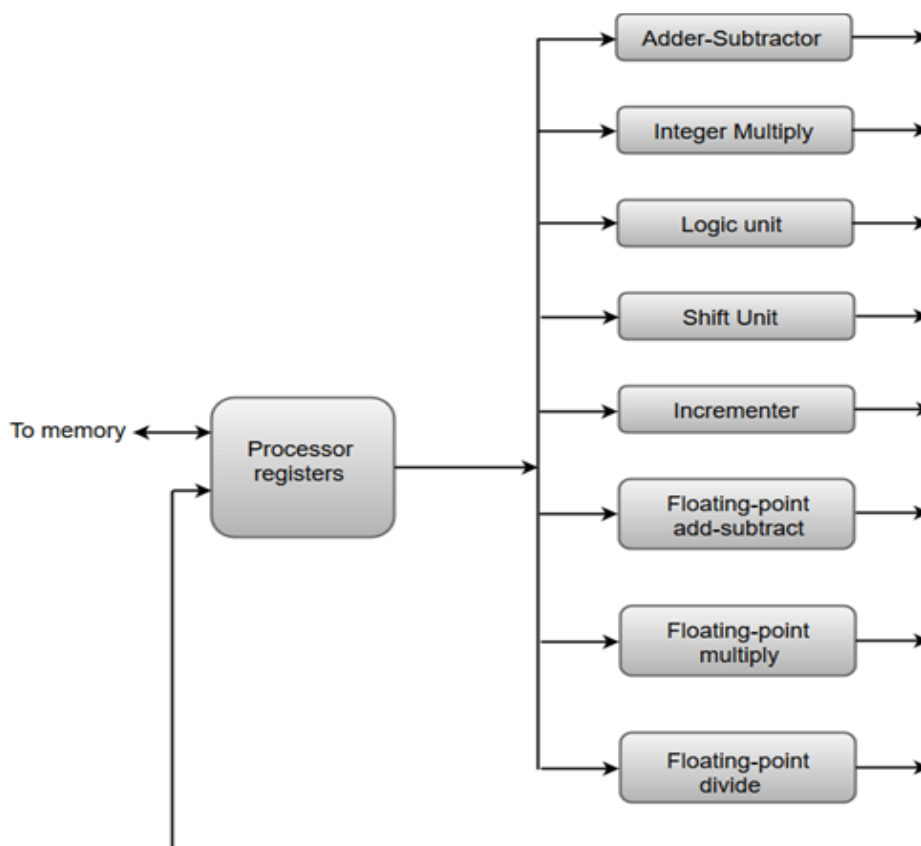 Adder-Subtractor
Integer Multiply
Logic unit
Shift Unit
Incrementer
To memory
Processor
registers
Floating-point
add-subtract
Floating-point
multiply
Floating-point
divide